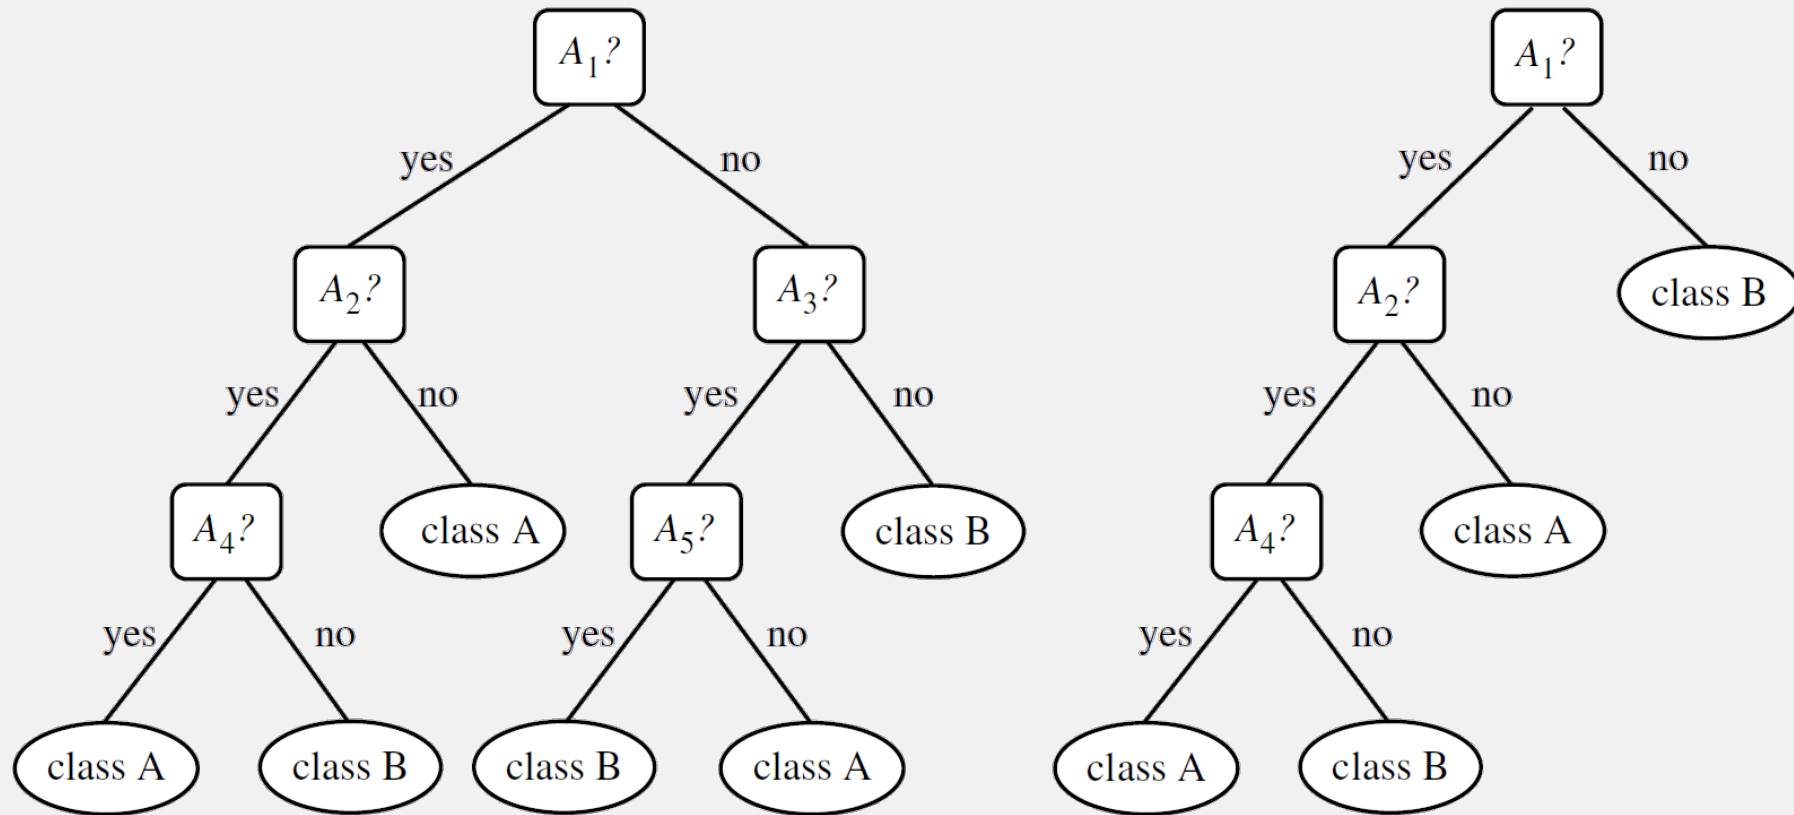 A1? A1?
yes no yes no
A2? A3? A2? class B
yes no yes no yes no
A4? class A A5? class B A4? class A
yes no yes no yes no
class A class B class B class A class A class B